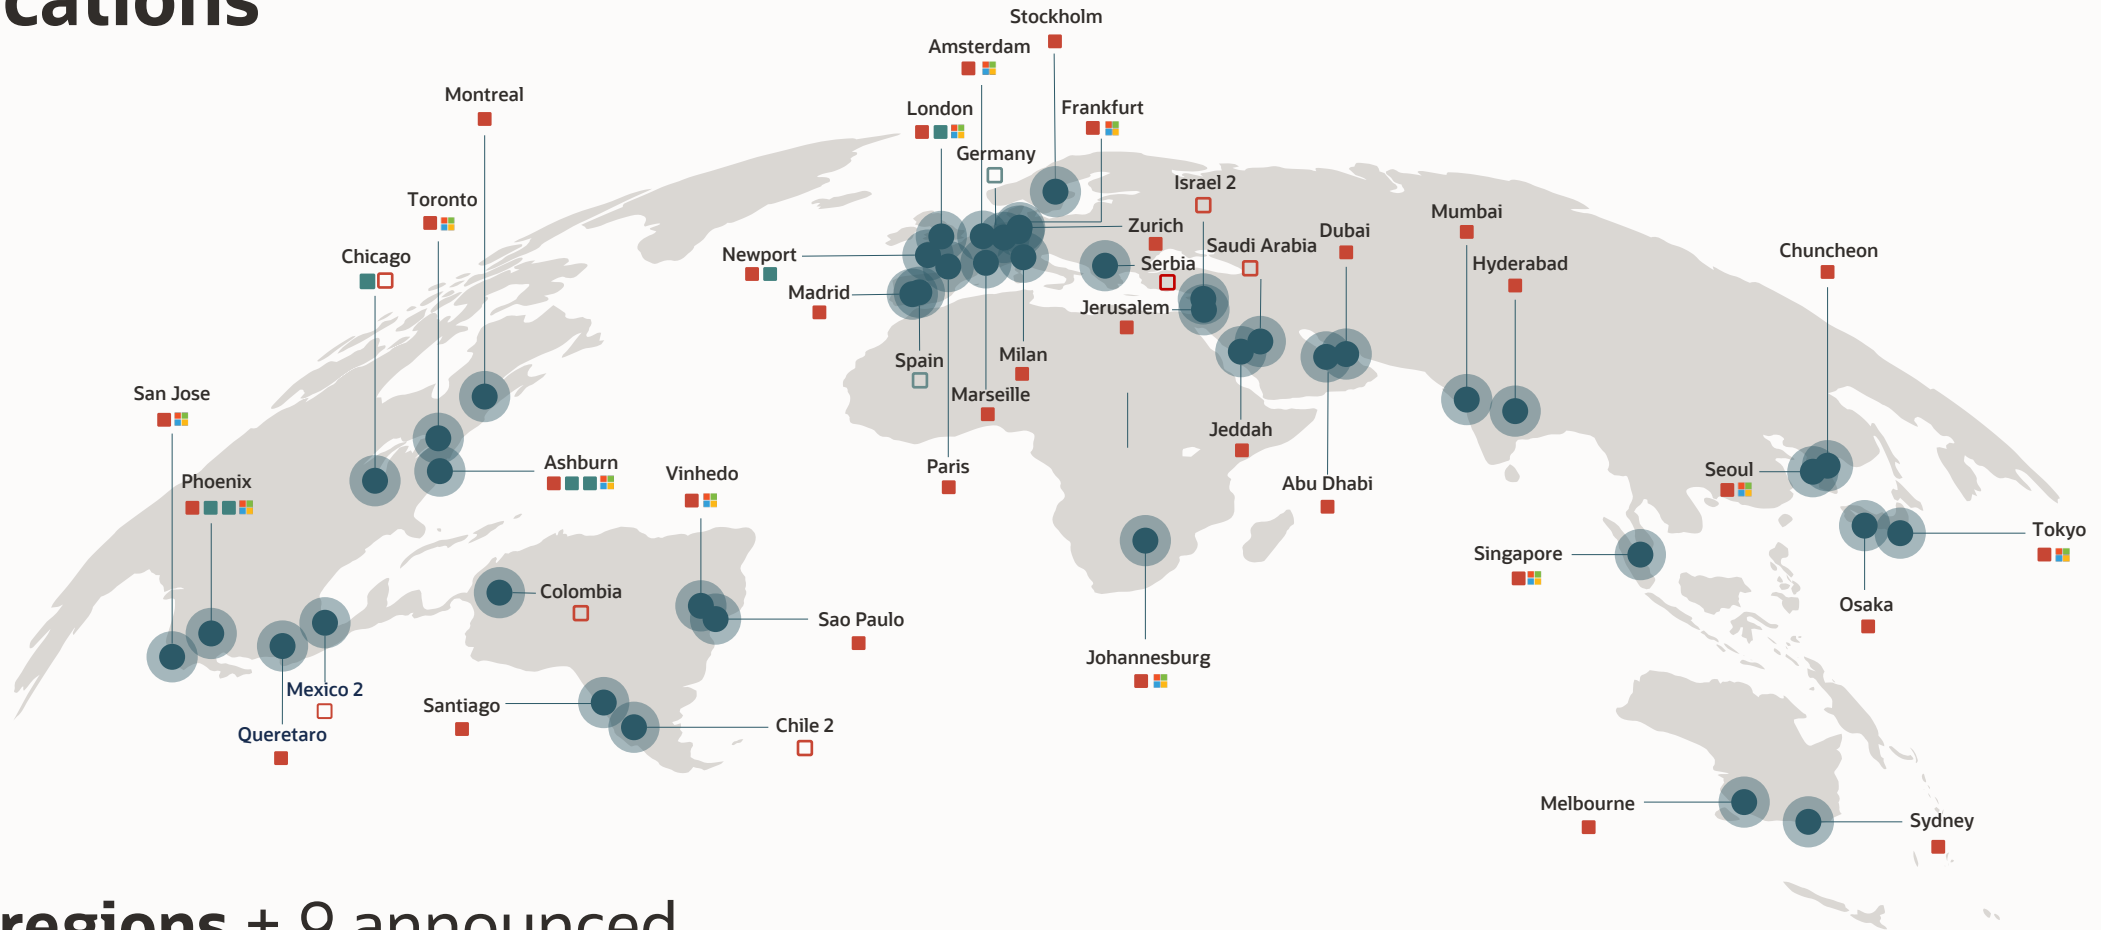 cations
Stockholm
Amsterdam
Montreal
London
Frankfurt
Germany
Israel 2
Toronto
Mumbai
Zurich
Dubai
Saudi Arabia
Chuncheon
Newport
Chicago
Serbia
Hyderabad
Madrid
Jerusalem
Spain
Milan
San Jose
Marseille
Jeddah
Ashburn
Paris
Vinhedo
Seoul
Phoenix
Abu Dhabi
Tokyo
Singapore
Colombia
Osaka
Sao Paulo
Johannesburg
Mexico 2
Santiago
Chile 2
Queretaro
Melbourne
Sydney
regions + 9 announced